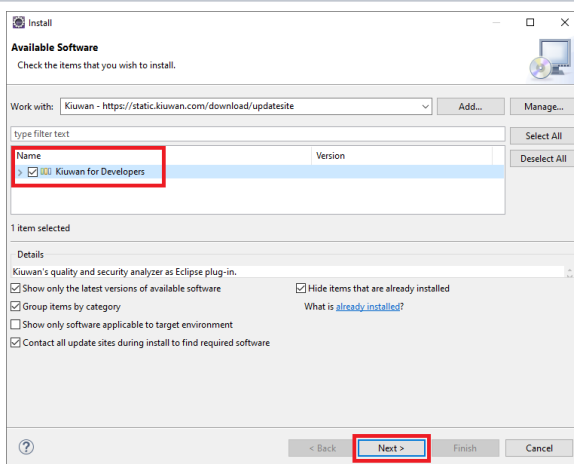 Install
Available Software
Check the items that you wish to install.
Work with: Kiuwan - https://static.kiuwan.com/download/updatesite Add... Manage...
type filter text Select All
Name Version Deselect All
Kiuwan for Developers
1 item selected
Details
Kiuwan's quality and security analyzer as Eclipse plug-in.
Show only the latest versions of available software Hide items that are already installed
Group items by category What is already installed?
Show only software applicable to target environment
Contact all update sites during install to find required software
? < Back Next > Finish Cancel